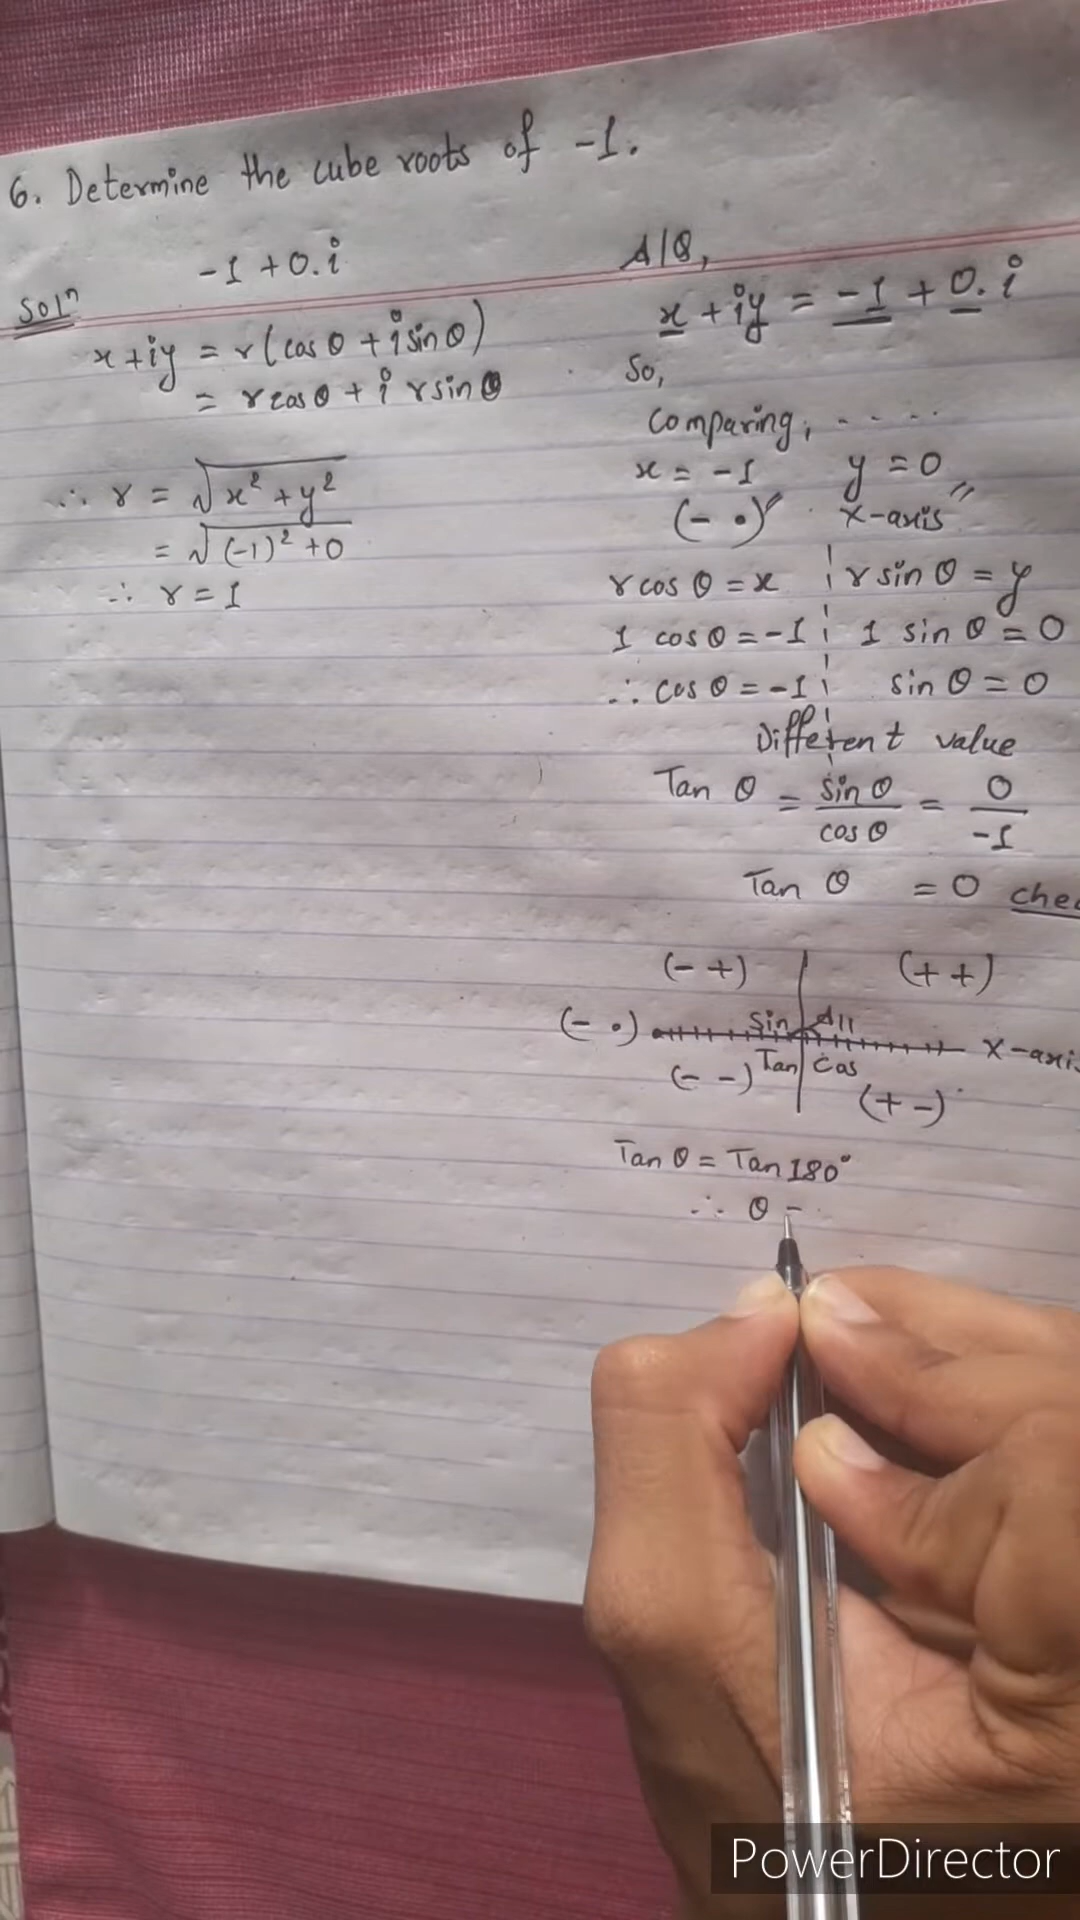 6. Determine the cube roots of -1.
Solⁿ
-1 + 0.i
x + iy = r(cos θ + i sin θ)
= r cos θ + i r sin θ
∴ r = √x² + y²
= √(-1)² + 0
∴ r = 1
A/Q,
x + iy = -1 + 0.i
So,
Comparing, .....
x = -1 y = 0,,
(- •) x-axis
r cos θ = x r sin θ = y
1 cos θ = -1 1 sin θ = 0
∴ cos θ = -1 sin θ = 0
Different value
Tan θ = sin θ / cos θ = 0 / -1
Tan θ = 0
(- +) (+ +)
(- •) Sin All X-axis
(- -) Tan Cos
(+ -)
Tan θ = Tan 180°
∴ θ
PowerDirector